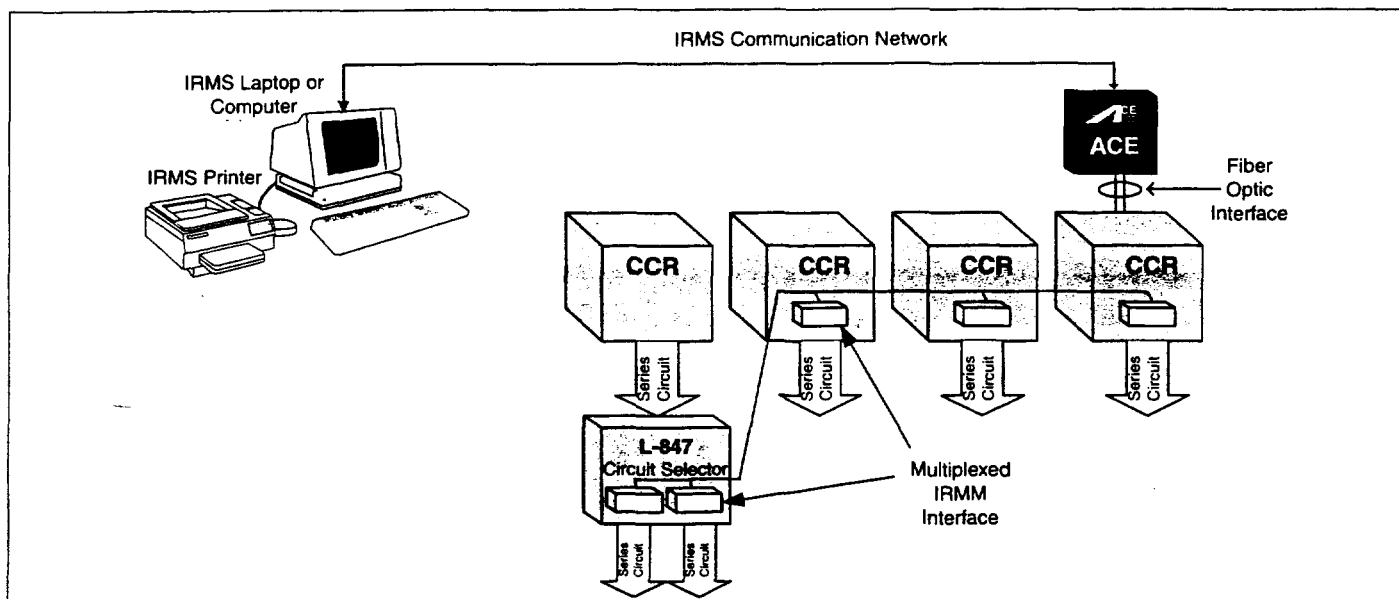 IRMS Communication Network
IRMS Laptop or
Computer
IRMS Printer
ACE
ACE
Fiber
Optic
Interface
CCR
CCR
CCR
CCR
Series
Circuit
Series
Circuit
Series
Circuit
Series
Circuit
L-847
Circuit Selector
Multiplexed
IRMM
Interface
Series
Circuit
Series
Circuit